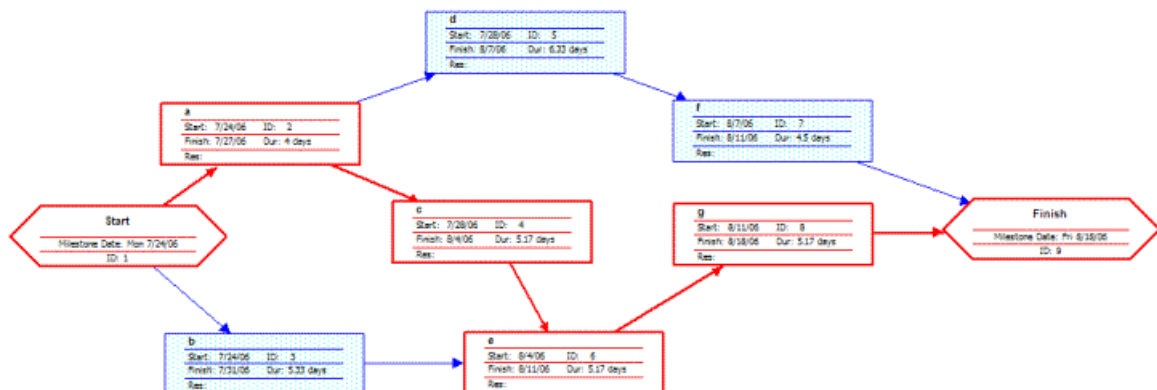 d
Start: 7/28/06 ID: 5
Finish: 8/7/06 Dur: 6.33 days
Res:
a
Start: 7/24/06 ID: 2
Finish: 7/27/06 Dur: 4 days
Res:
f
Start: 8/7/06 ID: 7
Finish: 8/11/06 Dur: 4.5 days
Res:
Start
Milestone Date: Mon 7/24/06
ID: 1
c
Start: 7/28/06 ID: 4
Finish: 8/4/06 Dur: 5.17 days
Res:
g
Start: 8/11/06 ID: 8
Finish: 8/18/06 Dur: 5.17 days
Res:
Finish
Milestone Date: Fri 8/18/06
ID: 9
b
Start: 7/24/06 ID: 3
Finish: 7/31/06 Dur: 5.33 days
Res:
e
Start: 8/4/06 ID: 6
Finish: 8/11/06 Dur: 5.17 days
Res: